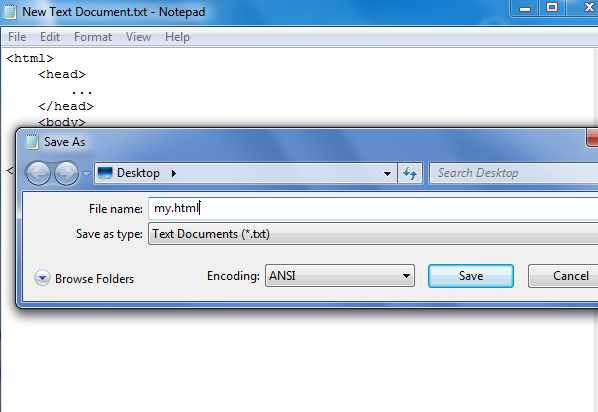 New Text Document.txt - Notepad
File Edit Format View Help
<html>
<head>
...
</head>
<body>
<
Save As
Desktop
Search Desktop
File name: my.html
Save as type: Text Documents (*.txt)
Browse Folders
Encoding: ANSI
Save
Cancel